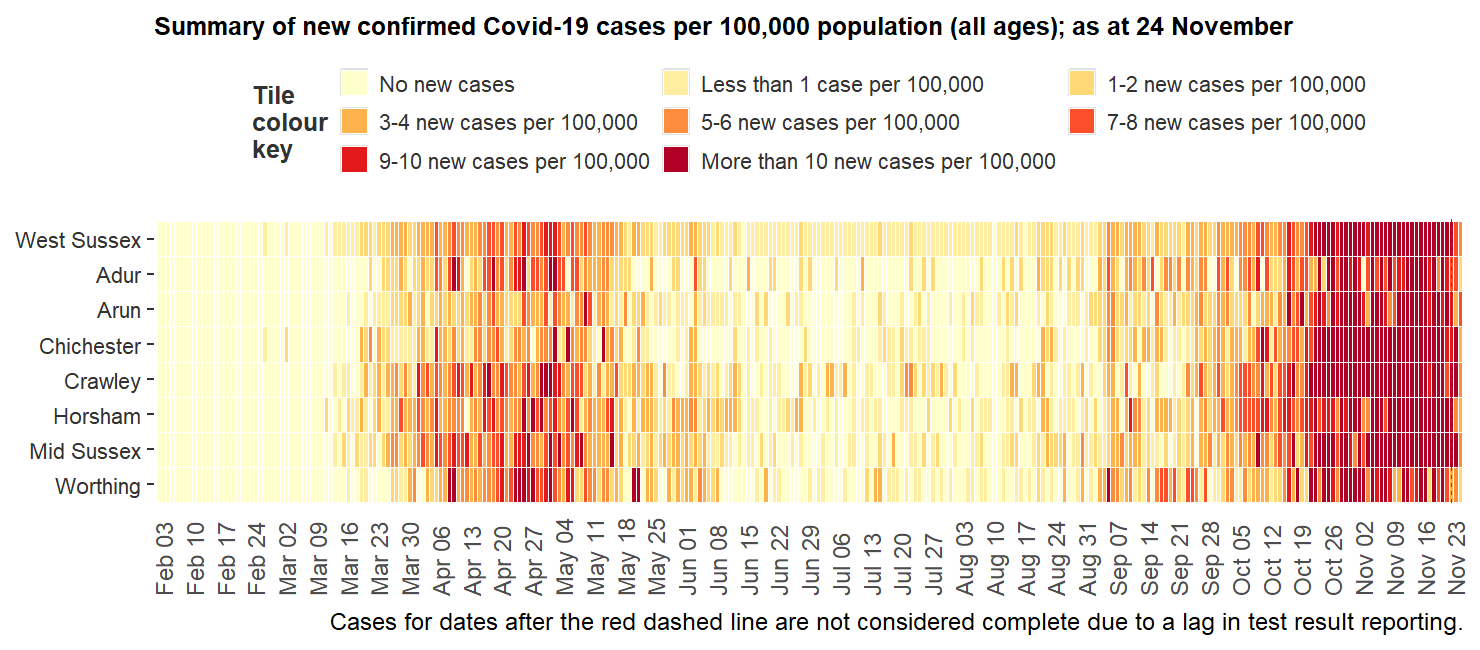 Summary of new confirmed Covid-19 cases per 100,000 population (all ages); as at 24 November
Tile colour key
No new cases
Less than 1 case per 100,000
1-2 new cases per 100,000
3-4 new cases per 100,000
5-6 new cases per 100,000
7-8 new cases per 100,000
9-10 new cases per 100,000
More than 10 new cases per 100,000
West Sussex
Adur
Arun
Chichester
Crawley
Horsham
Mid Sussex
Worthing
Feb 03
Feb 10
Feb 17
Feb 24
Mar 02
Mar 09
Mar 16
Mar 23
Mar 30
Apr 06
Apr 13
Apr 20
Apr 27
May 04
May 11
May 18
May 25
Jun 01
Jun 08
Jun 15
Jun 22
Jun 29
Jul 06
Jul 13
Jul 20
Jul 27
Aug 03
Aug 10
Aug 17
Aug 24
Aug 31
Sep 07
Sep 14
Sep 21
Sep 28
Oct 05
Oct 12
Oct 19
Oct 26
Nov 02
Nov 09
Nov 16
Nov 23
Cases for dates after the red dashed line are not considered complete due to a lag in test result reporting.